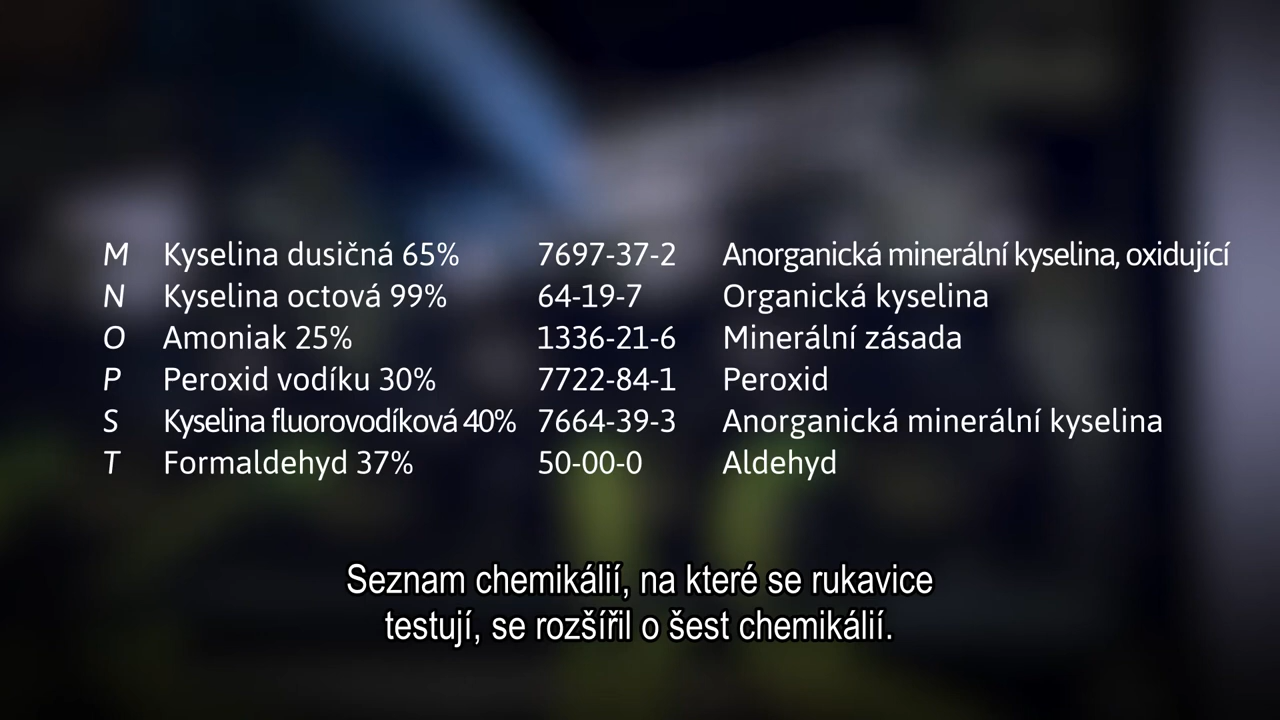 M Kyselina dusičná 65% 7697-37-2 Anorganická minerální kyselina, oxidující
N Kyselina octová 99% 64-19-7 Organická kyselina
O Amoniak 25% 1336-21-6 Minerální zásada
P Peroxid vodíku 30% 7722-84-1 Peroxid
S Kyselina fluorovodíková 40% 7664-39-3 Anorganická minerální kyselina
T Formaldehyd 37% 50-00-0 Aldehyd
Seznam chemikálií, na které se rukavice
testují, se rozšířil o šest chemikálií.